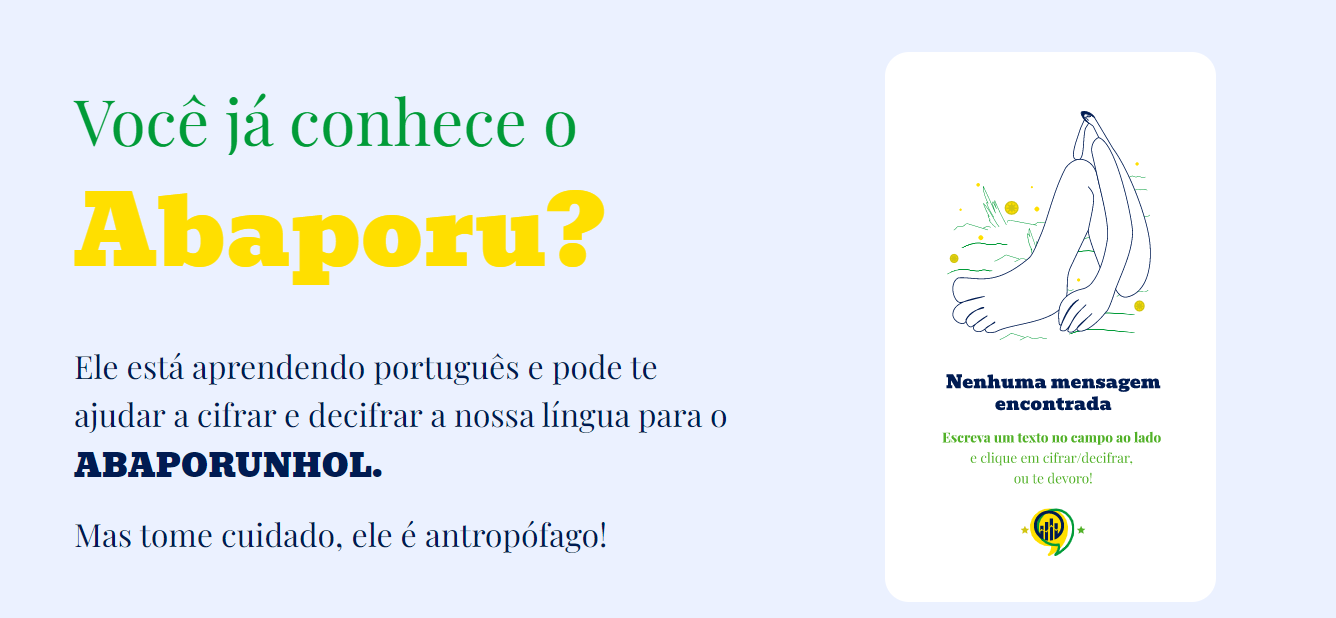 Você já conhece o
Abaporu?
Ele está aprendendo português e pode te
ajudar a cifrar e decifrar a nossa língua para o
ABAPORUNHOL.
Mas tome cuidado, ele é antropófago!
Nenhuma mensagem
encontrada
Escreva um texto no campo ao lado
e clique em cifrar/decifrar,
ou te devoro!